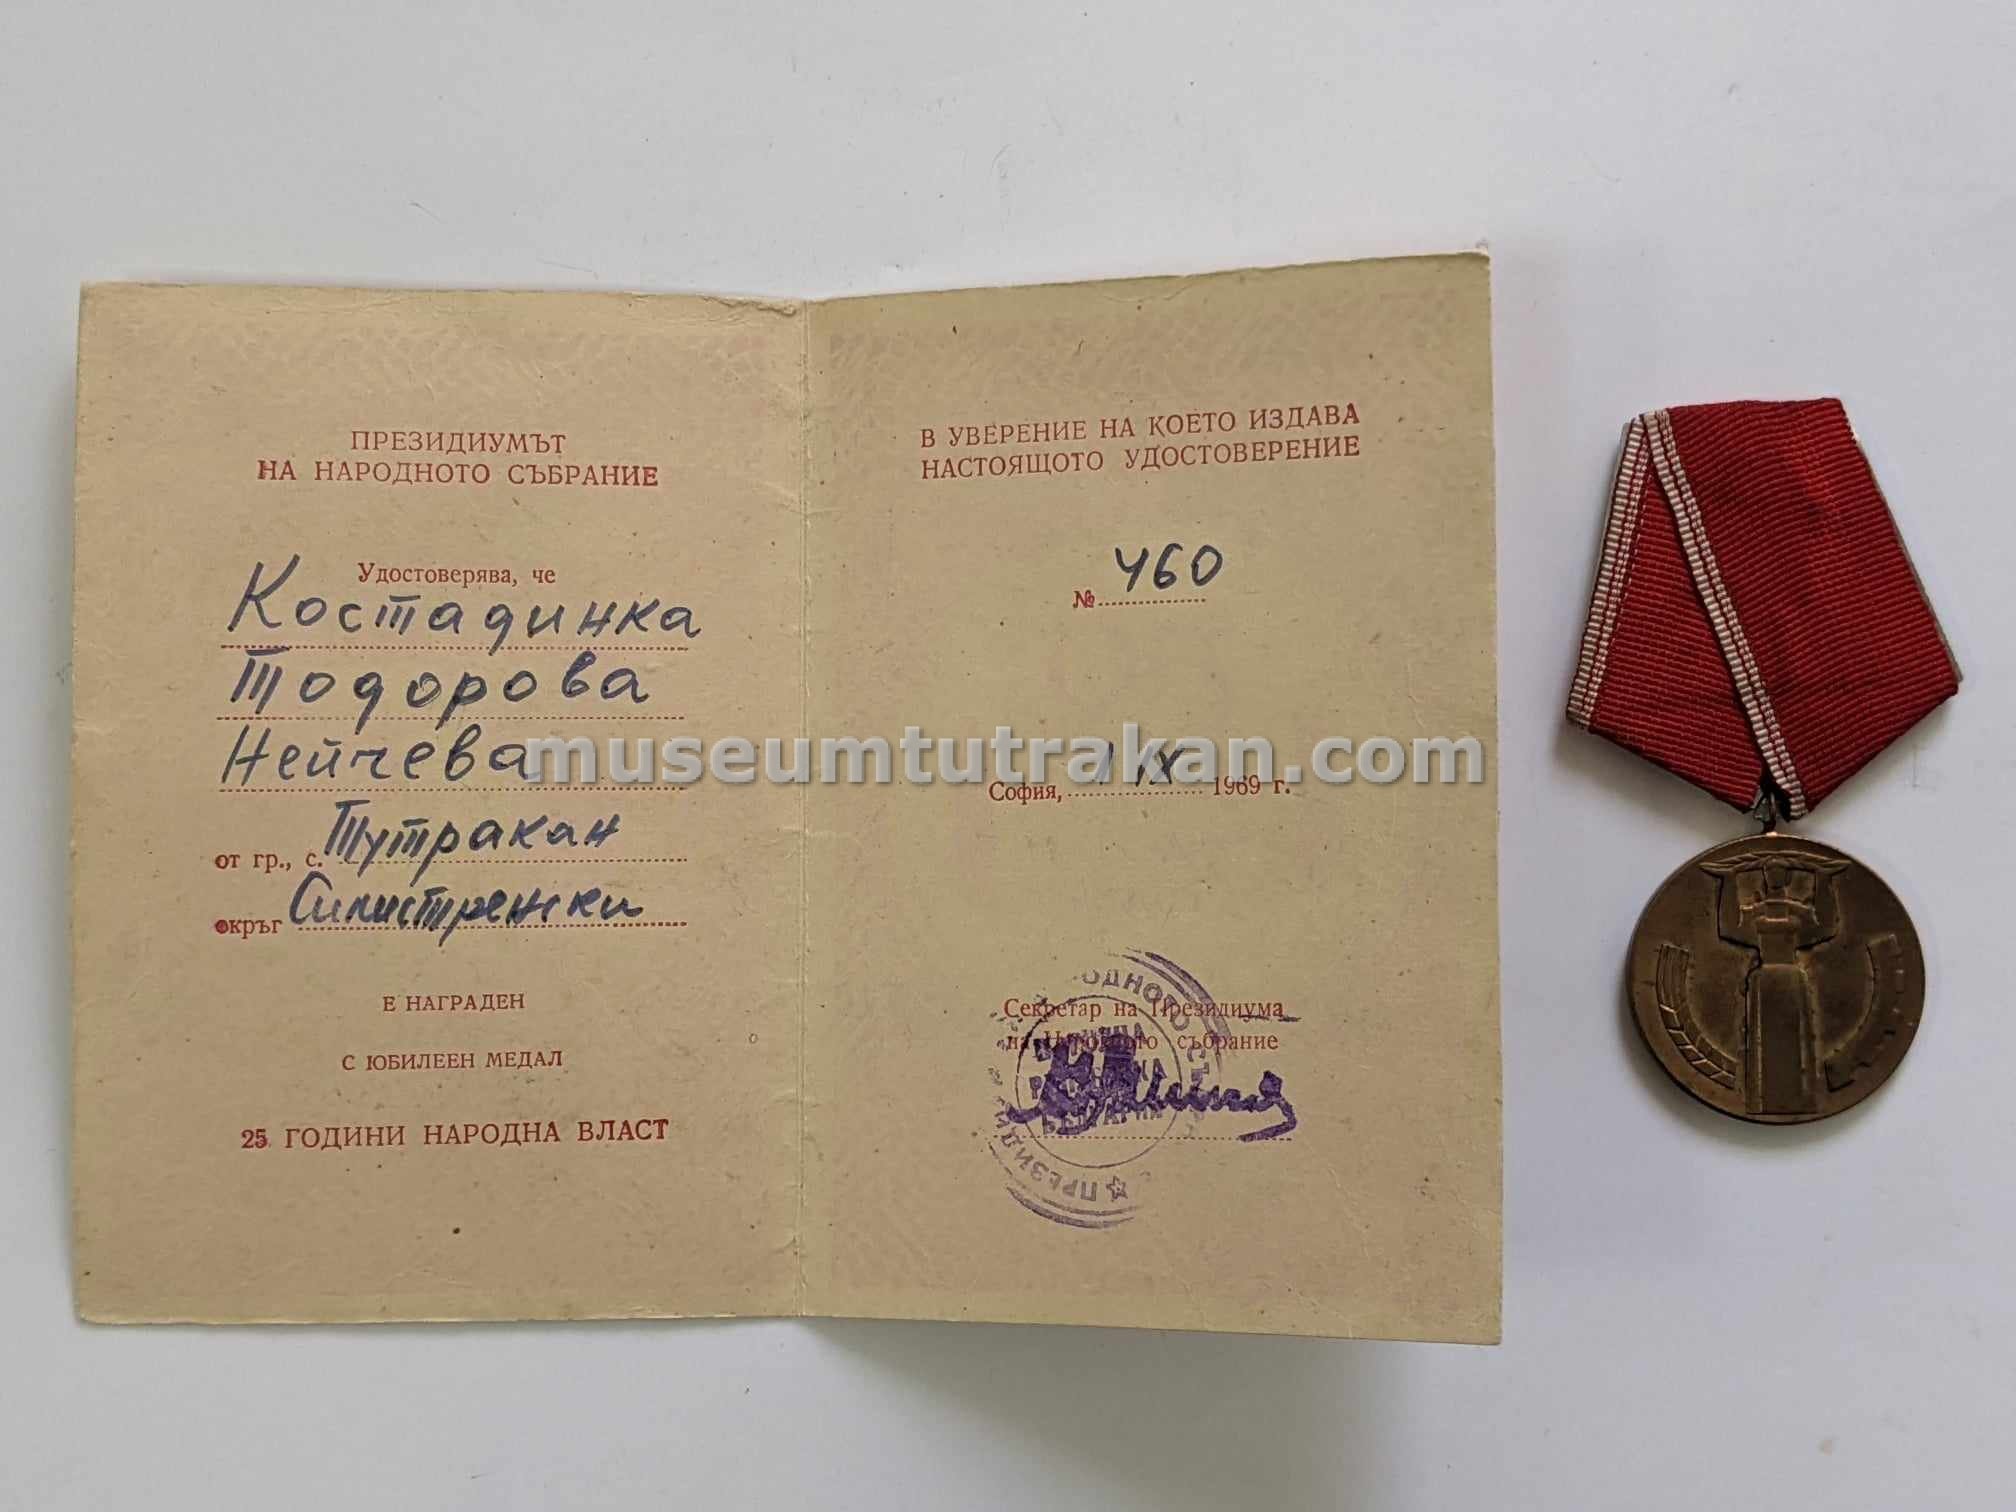 ПРЕЗИДИУМЪТ
НА НАРОДНОТО СЪБРАНИЕ
Удостоверява, че
Костадинка
Тодорова
Нейчева
от гр., с. Тутракан
окръг Силистренски
Е НАГРАДЕН
С ЮБИЛЕЕН МЕДАЛ
25 ГОДИНИ НАРОДНА ВЛАСТ
В УВЕРЕНИЕ НА КОЕТО ИЗДАВА
НАСТОЯЩОТО УДОСТОВЕРЕНИЕ
№ 460
София, 1 IX 1969 г.
Секретар на Президиума
на Народното събрание
museumtutrakan.com